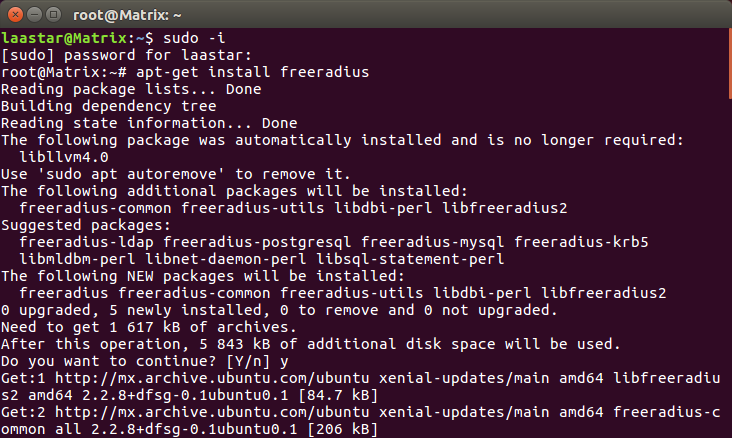 root@Matrix: ~
laastar@Matrix:~$ sudo -i
[sudo] password for laastar:
root@Matrix:~# apt-get install freeradius
Reading package lists... Done
Building dependency tree
Reading state information... Done
The following package was automatically installed and is no longer required:
  libllvm4.0
Use 'sudo apt autoremove' to remove it.
The following additional packages will be installed:
  freeradius-common freeradius-utils libdbi-perl libfreeradius2
Suggested packages:
  freeradius-ldap freeradius-postgresql freeradius-mysql freeradius-krb5
  libmldbm-perl libnet-daemon-perl libsql-statement-perl
The following NEW packages will be installed:
  freeradius freeradius-common freeradius-utils libdbi-perl libfreeradius2
0 upgraded, 5 newly installed, 0 to remove and 0 not upgraded.
Need to get 1 617 kB of archives.
After this operation, 5 843 kB of additional disk space will be used.
Do you want to continue? [Y/n] y
Get:1 http://mx.archive.ubuntu.com/ubuntu xenial-updates/main amd64 libfreeradiu
s2 amd64 2.2.8+dfsg-0.1ubuntu0.1 [84.7 kB]
Get:2 http://mx.archive.ubuntu.com/ubuntu xenial-updates/main amd64 freeradius-c
ommon all 2.2.8+dfsg-0.1ubuntu0.1 [206 kB]